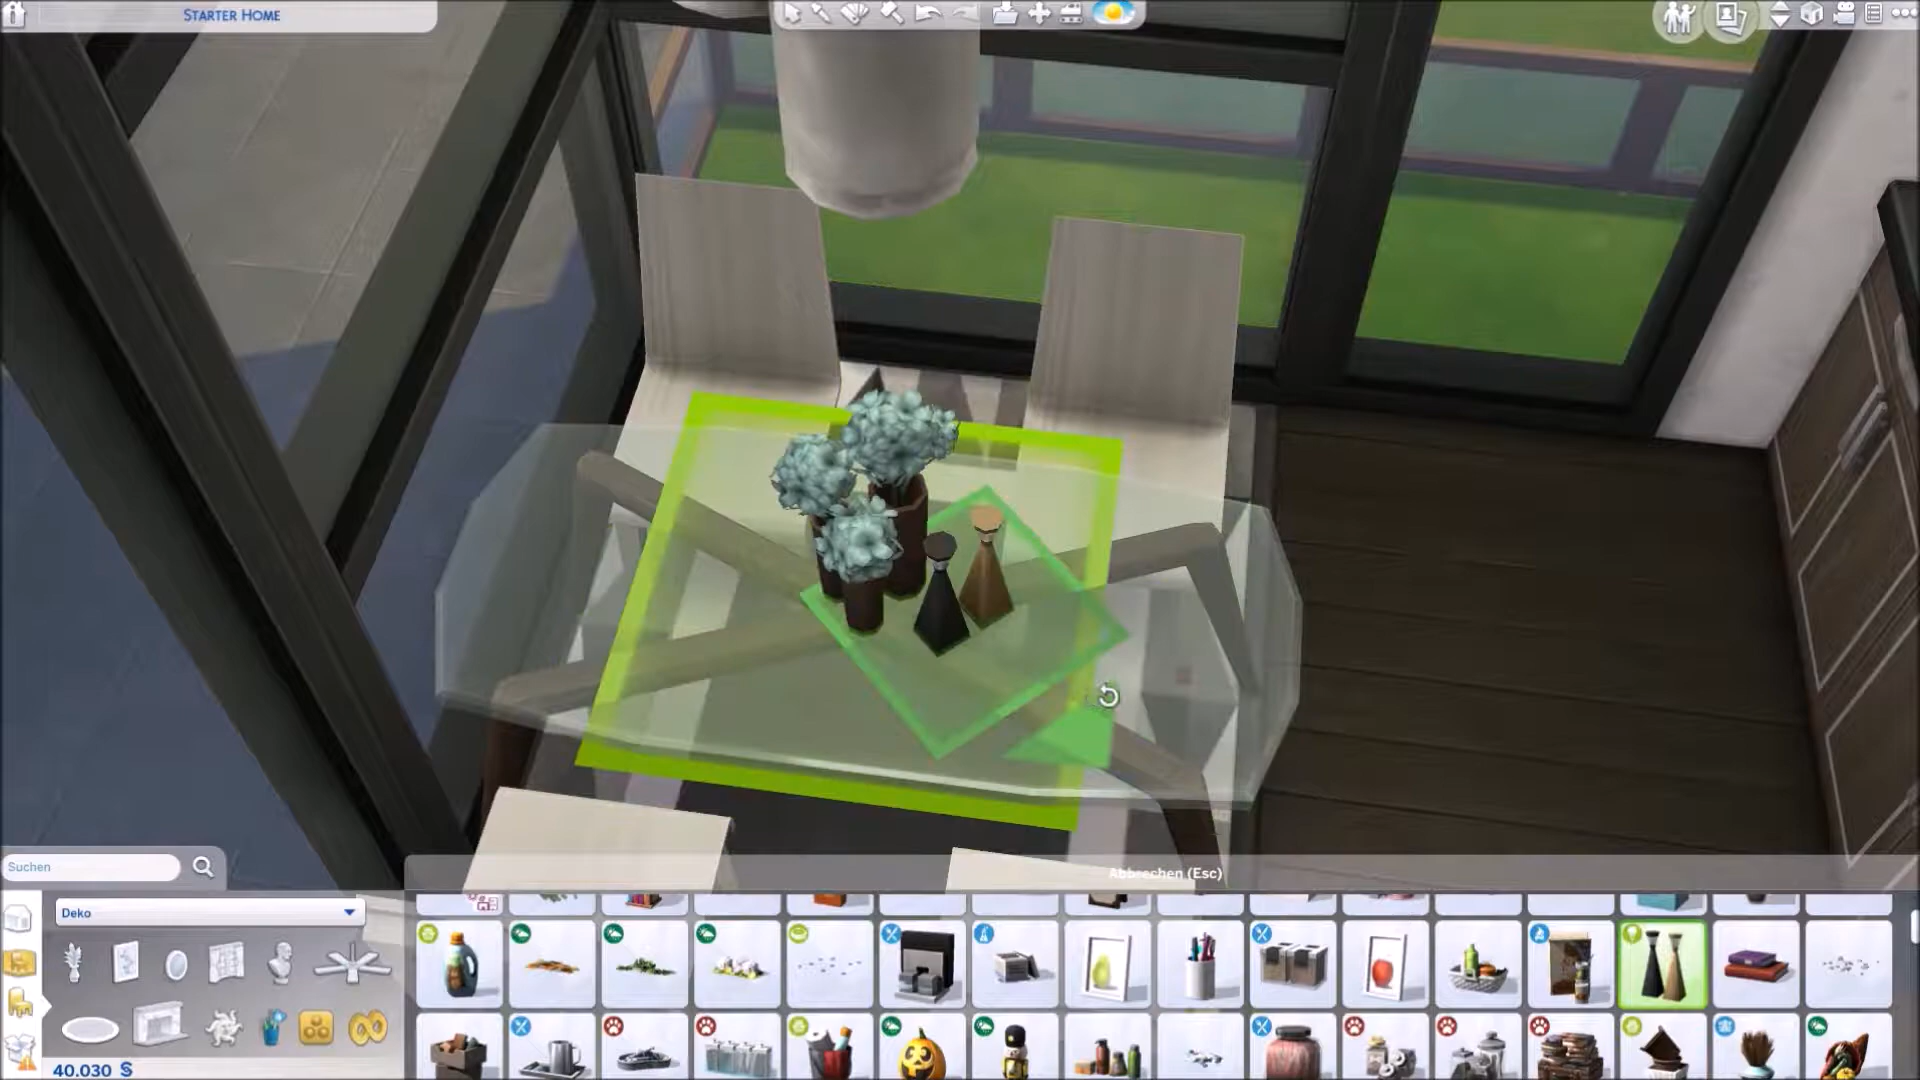 STARTER HOME
Suchen
Abbrechen (Esc)
Deko
40.030 $